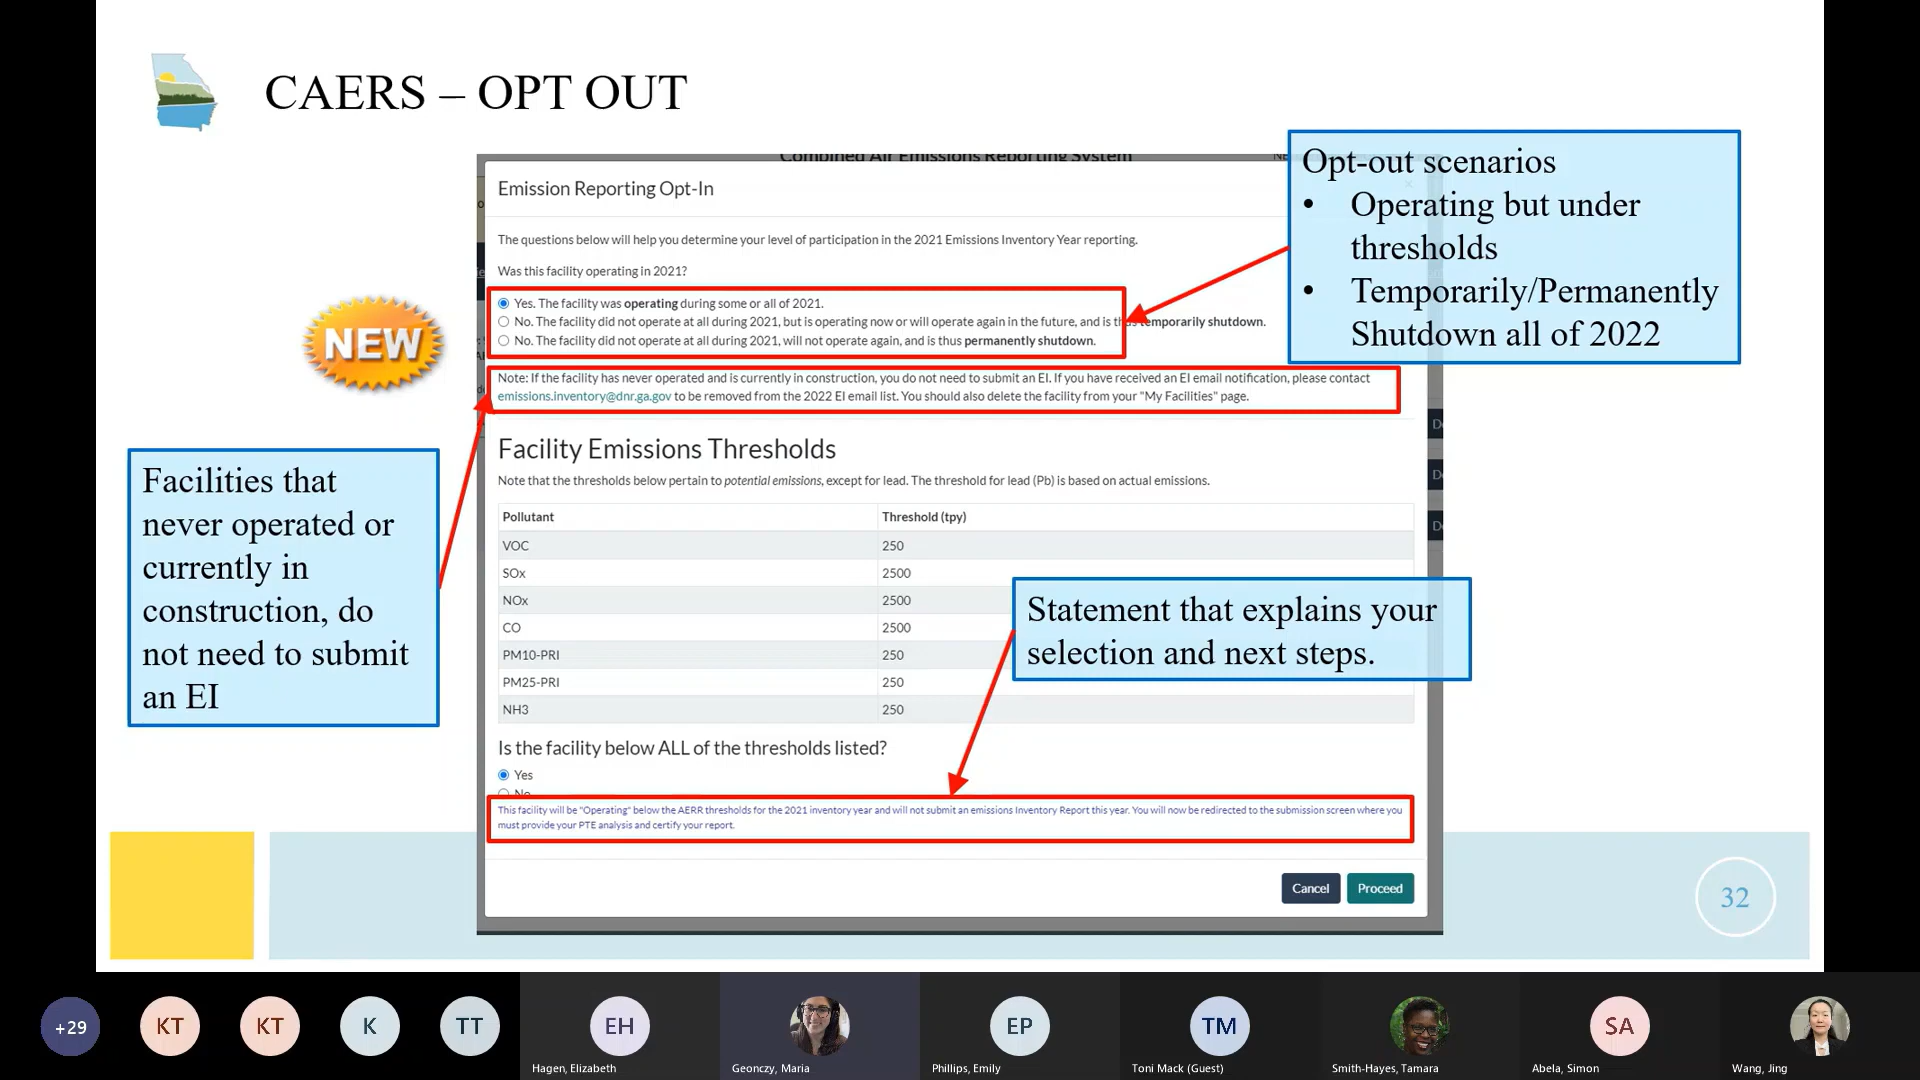 CAERS – OPT OUT
Combined Air Emissions Reporting System
Emission Reporting Opt-In
The questions below will help you determine your level of participation in the 2021 Emissions Inventory Year reporting.
Was this facility operating in 2021?
Yes. The facility was operating during some or all of 2021.
No. The facility did not operate at all during 2021, but is operating now or will operate again in the future, and is thus temporarily shutdown.
No. The facility did not operate at all during 2021, will not operate again, and is thus permanently shutdown.
Note: If the facility has never operated and is currently in construction, you do not need to submit an EI. If you have received an EI email notification, please contact
emissions.inventory@dnr.ga.gov to be removed from the 2022 EI email list. You should also delete the facility from your "My Facilities" page.
Opt-out scenarios
• Operating but under
thresholds
• Temporarily/Permanently
Shutdown all of 2022
NEW
Facilities that
never operated or
currently in
construction, do
not need to submit
an EI
Facility Emissions Thresholds
Note that the thresholds below pertain to potential emissions, except for lead. The threshold for lead (Pb) is based on actual emissions.
Pollutant Threshold (tpy)
VOC 250
SOx 2500
NOx 2500
CO 2500
PM10-PRI 250
PM25-PRI 250
NH3 250
Statement that explains your
selection and next steps.
Is the facility below ALL of the thresholds listed?
Yes
No
This facility will be "Operating" below the AERR thresholds for the 2021 inventory year and will not submit an emissions Inventory Report this year. You will now be redirected to the submission screen where you
must provide your PTE analysis and certify your report.
Cancel Proceed
32
+29 KT KT K TT EH EP TM SA
Hagen, Elizabeth Geonczy, Maria Phillips, Emily Toni Mack (Guest) Smith-Hayes, Tamara Abela, Simon Wang, Jing